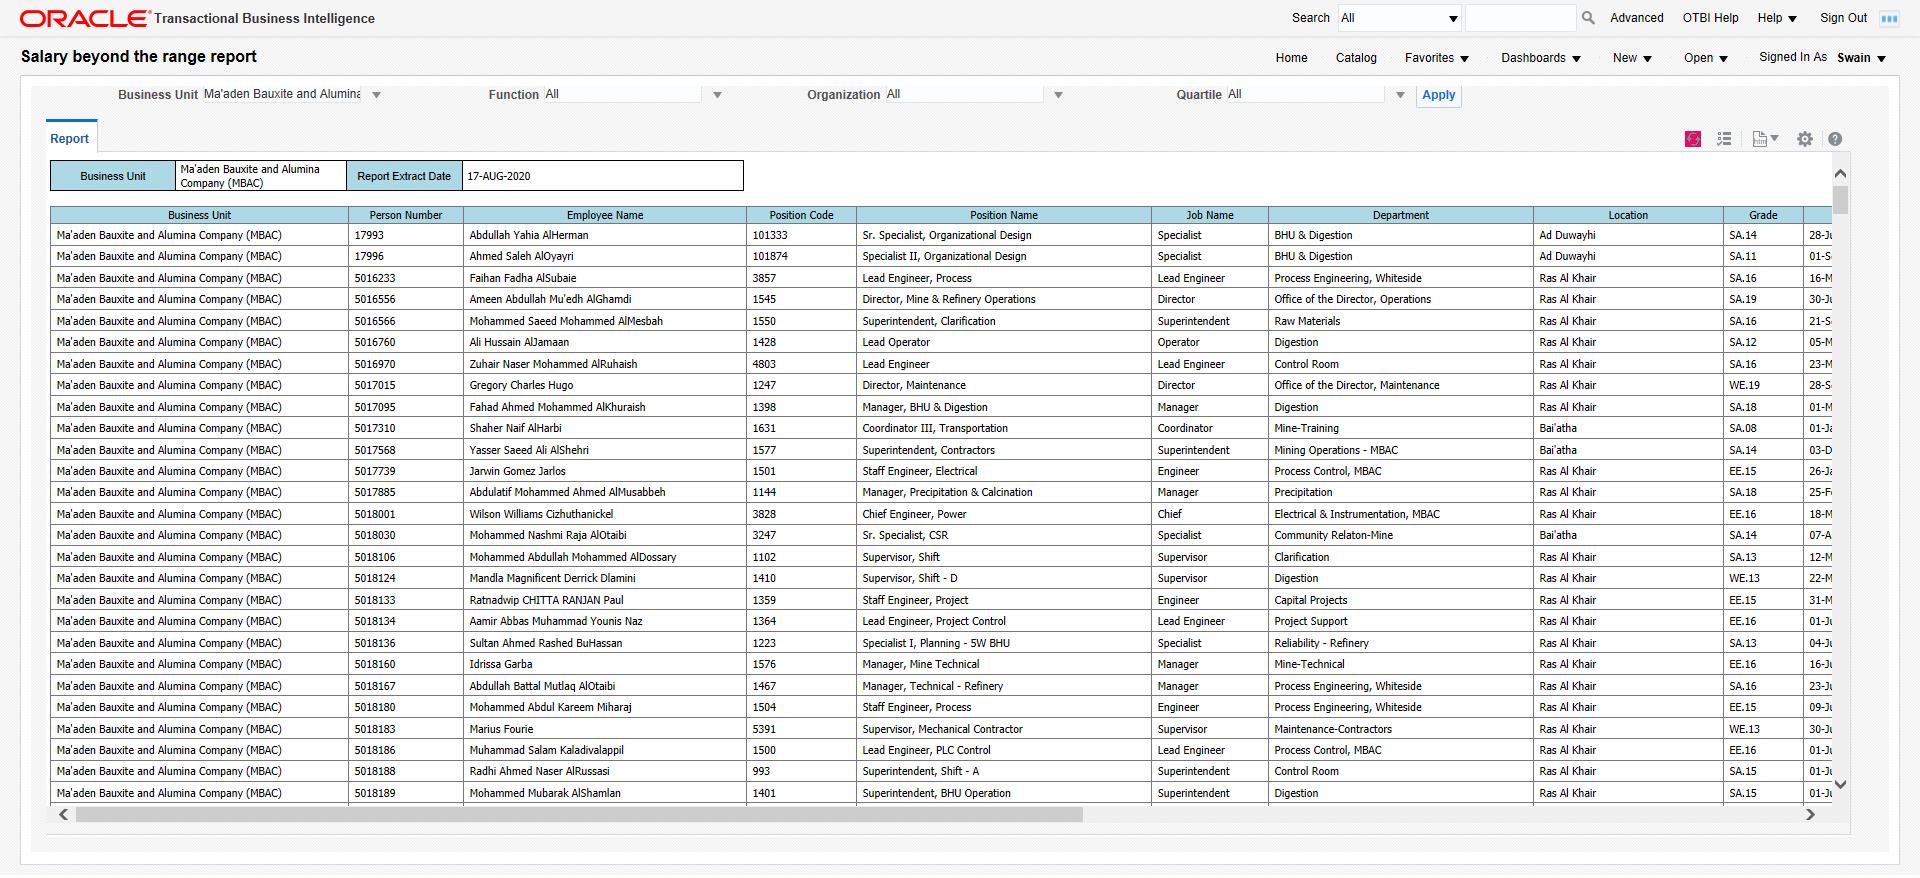 ORACLE Transactional Business Intelligence Search All Advanced OTBI Help Help Sign Out
Salary beyond the range report Home Catalog Favorites Dashboards New Open Signed In As Swain
Business Unit Ma'aden Bauxite and Alumina Function All Organization All Quartile All Apply
Report
Business Unit Ma'aden Bauxite and Alumina Company (MBAC) Report Extract Date 17-AUG-2020
Business Unit Person Number Employee Name Position Code Position Name Job Name Department Location Grade
Ma'aden Bauxite and Alumina Company (MBAC) 17993 Abdullah Yahia AlHerman 101333 Sr. Specialist, Organizational Design Specialist BHU & Digestion Ad Duwayhi SA.14 28-Ju
Ma'aden Bauxite and Alumina Company (MBAC) 17996 Ahmed Saleh AlOyayri 101874 Specialist II, Organizational Design Specialist BHU & Digestion Ad Duwayhi SA.11 01-S
Ma'aden Bauxite and Alumina Company (MBAC) 5016233 Faihan Fadha AlSubaie 3857 Lead Engineer, Process Lead Engineer Process Engineering, Whiteside Ras Al Khair SA.16 16-M
Ma'aden Bauxite and Alumina Company (MBAC) 5016556 Ameen Abdullah Mu'edh AlGhamdi 1545 Director, Mine & Refinery Operations Director Office of the Director, Operations Ras Al Khair SA.19 30-Ju
Ma'aden Bauxite and Alumina Company (MBAC) 5016566 Mohammed Saeed Mohammed AlMesbah 1550 Superintendent, Clarification Superintendent Raw Materials Ras Al Khair SA.16 21-S
Ma'aden Bauxite and Alumina Company (MBAC) 5016760 Ali Hussain AlJamaan 1428 Lead Operator Operator Digestion Ras Al Khair SA.12 05-M
Ma'aden Bauxite and Alumina Company (MBAC) 5016970 Zuhair Naser Mohammed AlRuhaish 4803 Lead Engineer Lead Engineer Control Room Ras Al Khair SA.16 23-M
Ma'aden Bauxite and Alumina Company (MBAC) 5017015 Gregory Charles Hugo 1247 Director, Maintenance Director Office of the Director, Maintenance Ras Al Khair WE.19 28-S
Ma'aden Bauxite and Alumina Company (MBAC) 5017095 Fahad Ahmed Mohammed AlKhuraish 1398 Manager, BHU & Digestion Manager Digestion Ras Al Khair SA.18 01-M
Ma'aden Bauxite and Alumina Company (MBAC) 5017310 Shaher Naif AlHarbi 1631 Coordinator III, Transportation Coordinator Mine-Training Bai'atha SA.08 01-Ja
Ma'aden Bauxite and Alumina Company (MBAC) 5017568 Yasser Saeed Ali AlShehri 1577 Superintendent, Contractors Superintendent Mining Operations - MBAC Bai'atha SA.14 03-D
Ma'aden Bauxite and Alumina Company (MBAC) 5017739 Jarwin Gomez Jarlos 1501 Staff Engineer, Electrical Engineer Process Control, MBAC Ras Al Khair EE.15 26-Ja
Ma'aden Bauxite and Alumina Company (MBAC) 5017885 Abdulatif Mohammed Ahmed AlMusabbeh 1144 Manager, Precipitation & Calcination Manager Precipitation Ras Al Khair SA.18 25-F
Ma'aden Bauxite and Alumina Company (MBAC) 5018001 Wilson Williams Cizhuthanickel 3828 Chief Engineer, Power Chief Electrical & Instrumentation, MBAC Ras Al Khair EE.16 18-M
Ma'aden Bauxite and Alumina Company (MBAC) 5018030 Mohammed Nashmi Raja AlOtaibi 3247 Sr. Specialist, CSR Specialist Community Relaton-Mine Bai'atha SA.14 07-A
Ma'aden Bauxite and Alumina Company (MBAC) 5018106 Mohammed Abdullah Mohammed AlDossary 1102 Supervisor, Shift Supervisor Clarification Ras Al Khair SA.13 12-M
Ma'aden Bauxite and Alumina Company (MBAC) 5018124 Mandla Magnificent Derrick Dlamini 1410 Supervisor, Shift - D Supervisor Digestion Ras Al Khair WE.13 22-M
Ma'aden Bauxite and Alumina Company (MBAC) 5018133 Ratnadwip CHITTA RANJAN Paul 1359 Staff Engineer, Project Engineer Capital Projects Ras Al Khair EE.15 31-M
Ma'aden Bauxite and Alumina Company (MBAC) 5018134 Aamir Abbas Muhammad Younis Naz 1364 Lead Engineer, Project Control Lead Engineer Project Support Ras Al Khair EE.16 01-Ju
Ma'aden Bauxite and Alumina Company (MBAC) 5018136 Sultan Ahmed Rashed BuHassan 1223 Specialist I, Planning - 5W BHU Specialist Reliability - Refinery Ras Al Khair SA.13 04-Ju
Ma'aden Bauxite and Alumina Company (MBAC) 5018160 Idrissa Garba 1576 Manager, Mine Technical Manager Mine-Technical Ras Al Khair EE.16 16-Ju
Ma'aden Bauxite and Alumina Company (MBAC) 5018167 Abdullah Battal Mutlaq AlOtaibi 1467 Manager, Technical - Refinery Manager Process Engineering, Whiteside Ras Al Khair SA.16 23-Ju
Ma'aden Bauxite and Alumina Company (MBAC) 5018180 Mohammed Abdul Kareem Miharaj 1504 Staff Engineer, Process Engineer Process Engineering, Whiteside Ras Al Khair EE.15 09-Ju
Ma'aden Bauxite and Alumina Company (MBAC) 5018183 Marius Fourie 5391 Supervisor, Mechanical Contractor Supervisor Maintenance-Contractors Ras Al Khair WE.13 30-Ju
Ma'aden Bauxite and Alumina Company (MBAC) 5018186 Muhammad Salam Kaladivalappil 1500 Lead Engineer, PLC Control Lead Engineer Process Control, MBAC Ras Al Khair EE.16 01-Ju
Ma'aden Bauxite and Alumina Company (MBAC) 5018188 Radhi Ahmed Naser AlRussasi 993 Superintendent, Shift - A Superintendent Control Room Ras Al Khair SA.15 01-Ju
Ma'aden Bauxite and Alumina Company (MBAC) 5018189 Mohammed Mubarak AlShamlan 1401 Superintendent, BHU Operation Superintendent Digestion Ras Al Khair SA.15 01-Ju